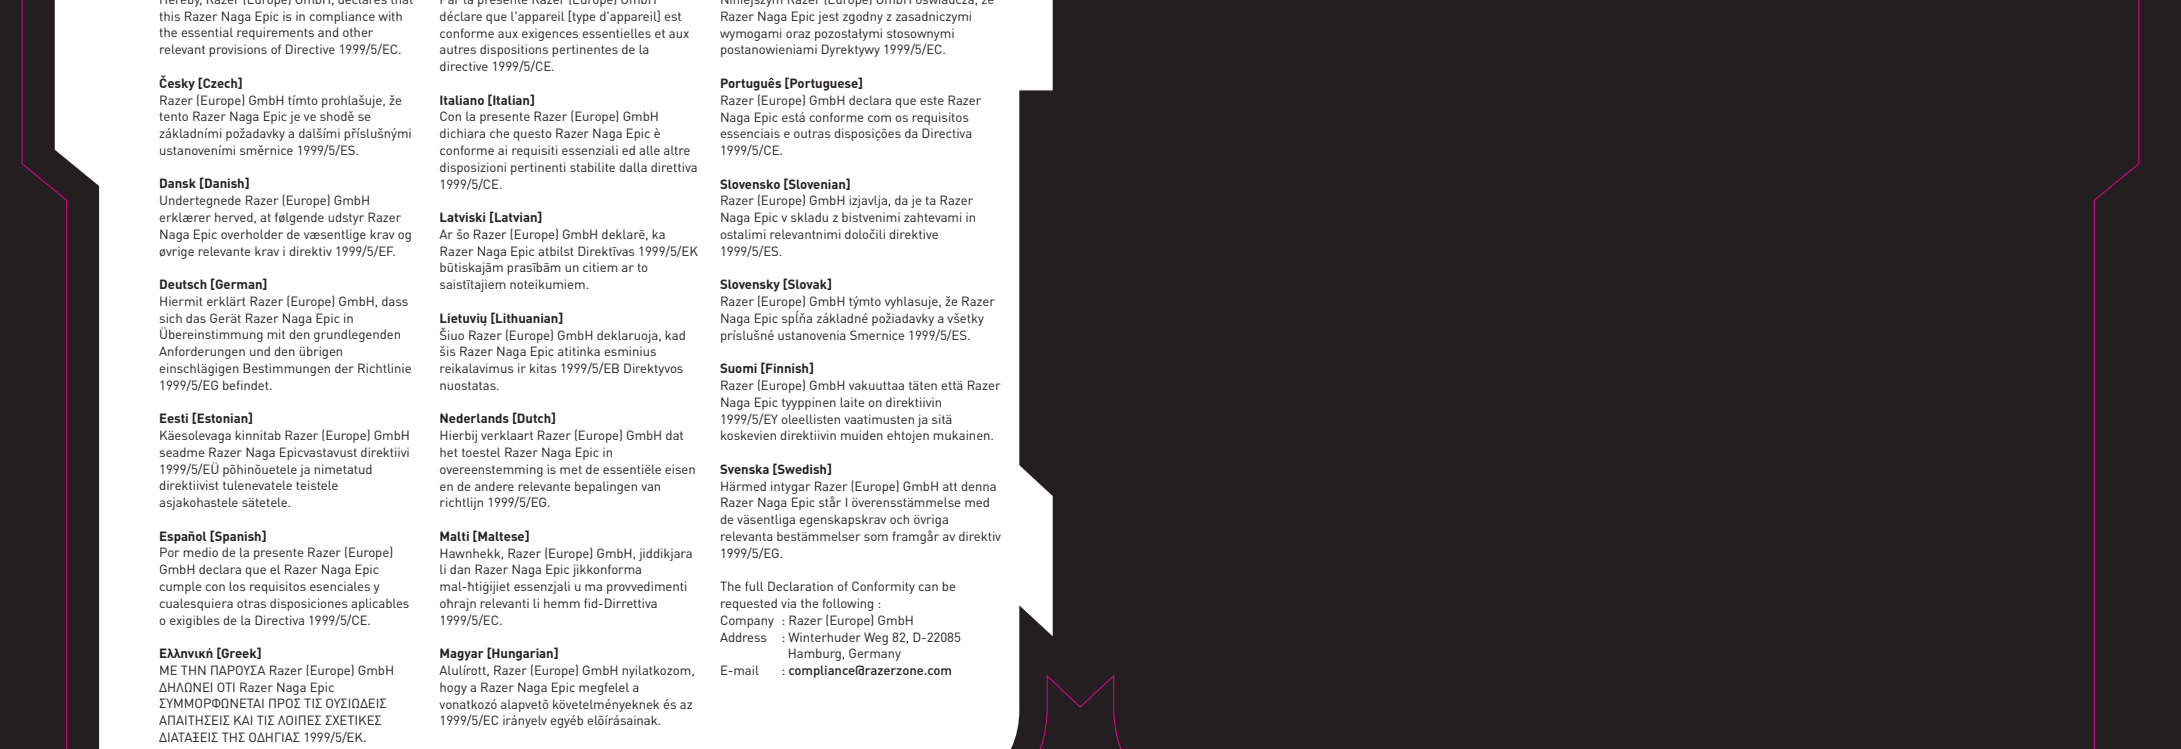 Hereby, Razer (Europe) GmbH, declares that
this Razer Naga Epic is in compliance with
the essential requirements and other
relevant provisions of Directive 1999/5/EC.
Česky [Czech]
Razer (Europe) GmbH tímto prohlašuje, že
tento Razer Naga Epic je ve shodě se
základními požadavky a dalšími příslušnými
ustanoveními směrnice 1999/5/ES.
Dansk [Danish]
Undertegnede Razer (Europe) GmbH
erklærer herved, at følgende udstyr Razer
Naga Epic overholder de væsentlige krav og
øvrige relevante krav i direktiv 1999/5/EF.
Deutsch [German]
Hiermit erklärt Razer (Europe) GmbH, dass
sich das Gerät Razer Naga Epic in
Übereinstimmung mit den grundlegenden
Anforderungen und den übrigen
einschlägigen Bestimmungen der Richtlinie
1999/5/EG befindet.
Eesti [Estonian]
Käesolevaga kinnitab Razer (Europe) GmbH
seadme Razer Naga Epicvastavust direktiivi
1999/5/EÜ põhinõuetele ja nimetatud
direktiivist tulenevatele teistele
asjakohastele sätetele.
Español [Spanish]
Por medio de la presente Razer (Europe)
GmbH declara que el Razer Naga Epic
cumple con los requisitos esenciales y
cualesquiera otras disposiciones aplicables
o exigibles de la Directiva 1999/5/CE.
Ελληνική [Greek]
ΜΕ ΤΗΝ ΠΑΡΟΥΣΑ Razer (Europe) GmbH
ΔΗΛΩΝΕΙ ΟΤΙ Razer Naga Epic
ΣΥΜΜΟΡΦΩΝΕΤΑΙ ΠΡΟΣ ΤΙΣ ΟΥΣΙΩΔΕΙΣ
ΑΠΑΙΤΗΣΕΙΣ ΚΑΙ ΤΙΣ ΛΟΙΠΕΣ ΣΧΕΤΙΚΕΣ
ΔΙΑΤΑΞΕΙΣ ΤΗΣ ΟΔΗΓΙΑΣ 1999/5/ΕΚ.
Par la présente Razer (Europe) GmbH
déclare que l'appareil [type d'appareil] est
conforme aux exigences essentielles et aux
autres dispositions pertinentes de la
directive 1999/5/CE.
Italiano [Italian]
Con la presente Razer (Europe) GmbH
dichiara che questo Razer Naga Epic è
conforme ai requisiti essenziali ed alle altre
disposizioni pertinenti stabilite dalla direttiva
1999/5/CE.
Latviski [Latvian]
Ar šo Razer (Europe) GmbH deklarē, ka
Razer Naga Epic atbilst Direktīvas 1999/5/EK
būtiskajām prasībām un citiem ar to
saistītajiem noteikumiem.
Lietuvių [Lithuanian]
Šiuo Razer (Europe) GmbH deklaruoja, kad
šis Razer Naga Epic atitinka esminius
reikalavimus ir kitas 1999/5/EB Direktyvos
nuostatas.
Nederlands [Dutch]
Hierbij verklaart Razer (Europe) GmbH dat
het toestel Razer Naga Epic in
overeenstemming is met de essentiële eisen
en de andere relevante bepalingen van
richtlijn 1999/5/EG.
Malti [Maltese]
Hawnhekk, Razer (Europe) GmbH, jiddikjara
li dan Razer Naga Epic jikkonforma
mal-ħtiġijiet essenzjali u ma provvedimenti
oħrajn relevanti li hemm fid-Dirrettiva
1999/5/EC.
Magyar [Hungarian]
Alulírott, Razer (Europe) GmbH nyilatkozom,
hogy a Razer Naga Epic megfelel a
vonatkozó alapvetõ követelményeknek és az
1999/5/EC irányelv egyéb elõírásainak.
Niniejszym Razer (Europe) GmbH oświadcza, że
Razer Naga Epic jest zgodny z zasadniczymi
wymogami oraz pozostałymi stosownymi
postanowieniami Dyrektywy 1999/5/EC.
Português [Portuguese]
Razer (Europe) GmbH declara que este Razer
Naga Epic está conforme com os requisitos
essenciais e outras disposições da Directiva
1999/5/CE.
Slovensko [Slovenian]
Razer (Europe) GmbH izjavlja, da je ta Razer
Naga Epic v skladu z bistvenimi zahtevami in
ostalimi relevantnimi določili direktive
1999/5/ES.
Slovensky [Slovak]
Razer (Europe) GmbH týmto vyhlasuje, že Razer
Naga Epic spĺňa základné požiadavky a všetky
príslušné ustanovenia Smernice 1999/5/ES.
Suomi [Finnish]
Razer (Europe) GmbH vakuuttaa täten että Razer
Naga Epic tyyppinen laite on direktiivin
1999/5/EY oleellisten vaatimusten ja sitä
koskevien direktiivin muiden ehtojen mukainen.
Svenska [Swedish]
Härmed intygar Razer (Europe) GmbH att denna
Razer Naga Epic står I överensstämmelse med
de väsentliga egenskapskrav och övriga
relevanta bestämmelser som framgår av direktiv
1999/5/EG.
The full Declaration of Conformity can be
requested via the following :
Company : Razer (Europe) GmbH
Address : Winterhuder Weg 82, D-22085
Hamburg, Germany
E-mail : compliance@razerzone.com